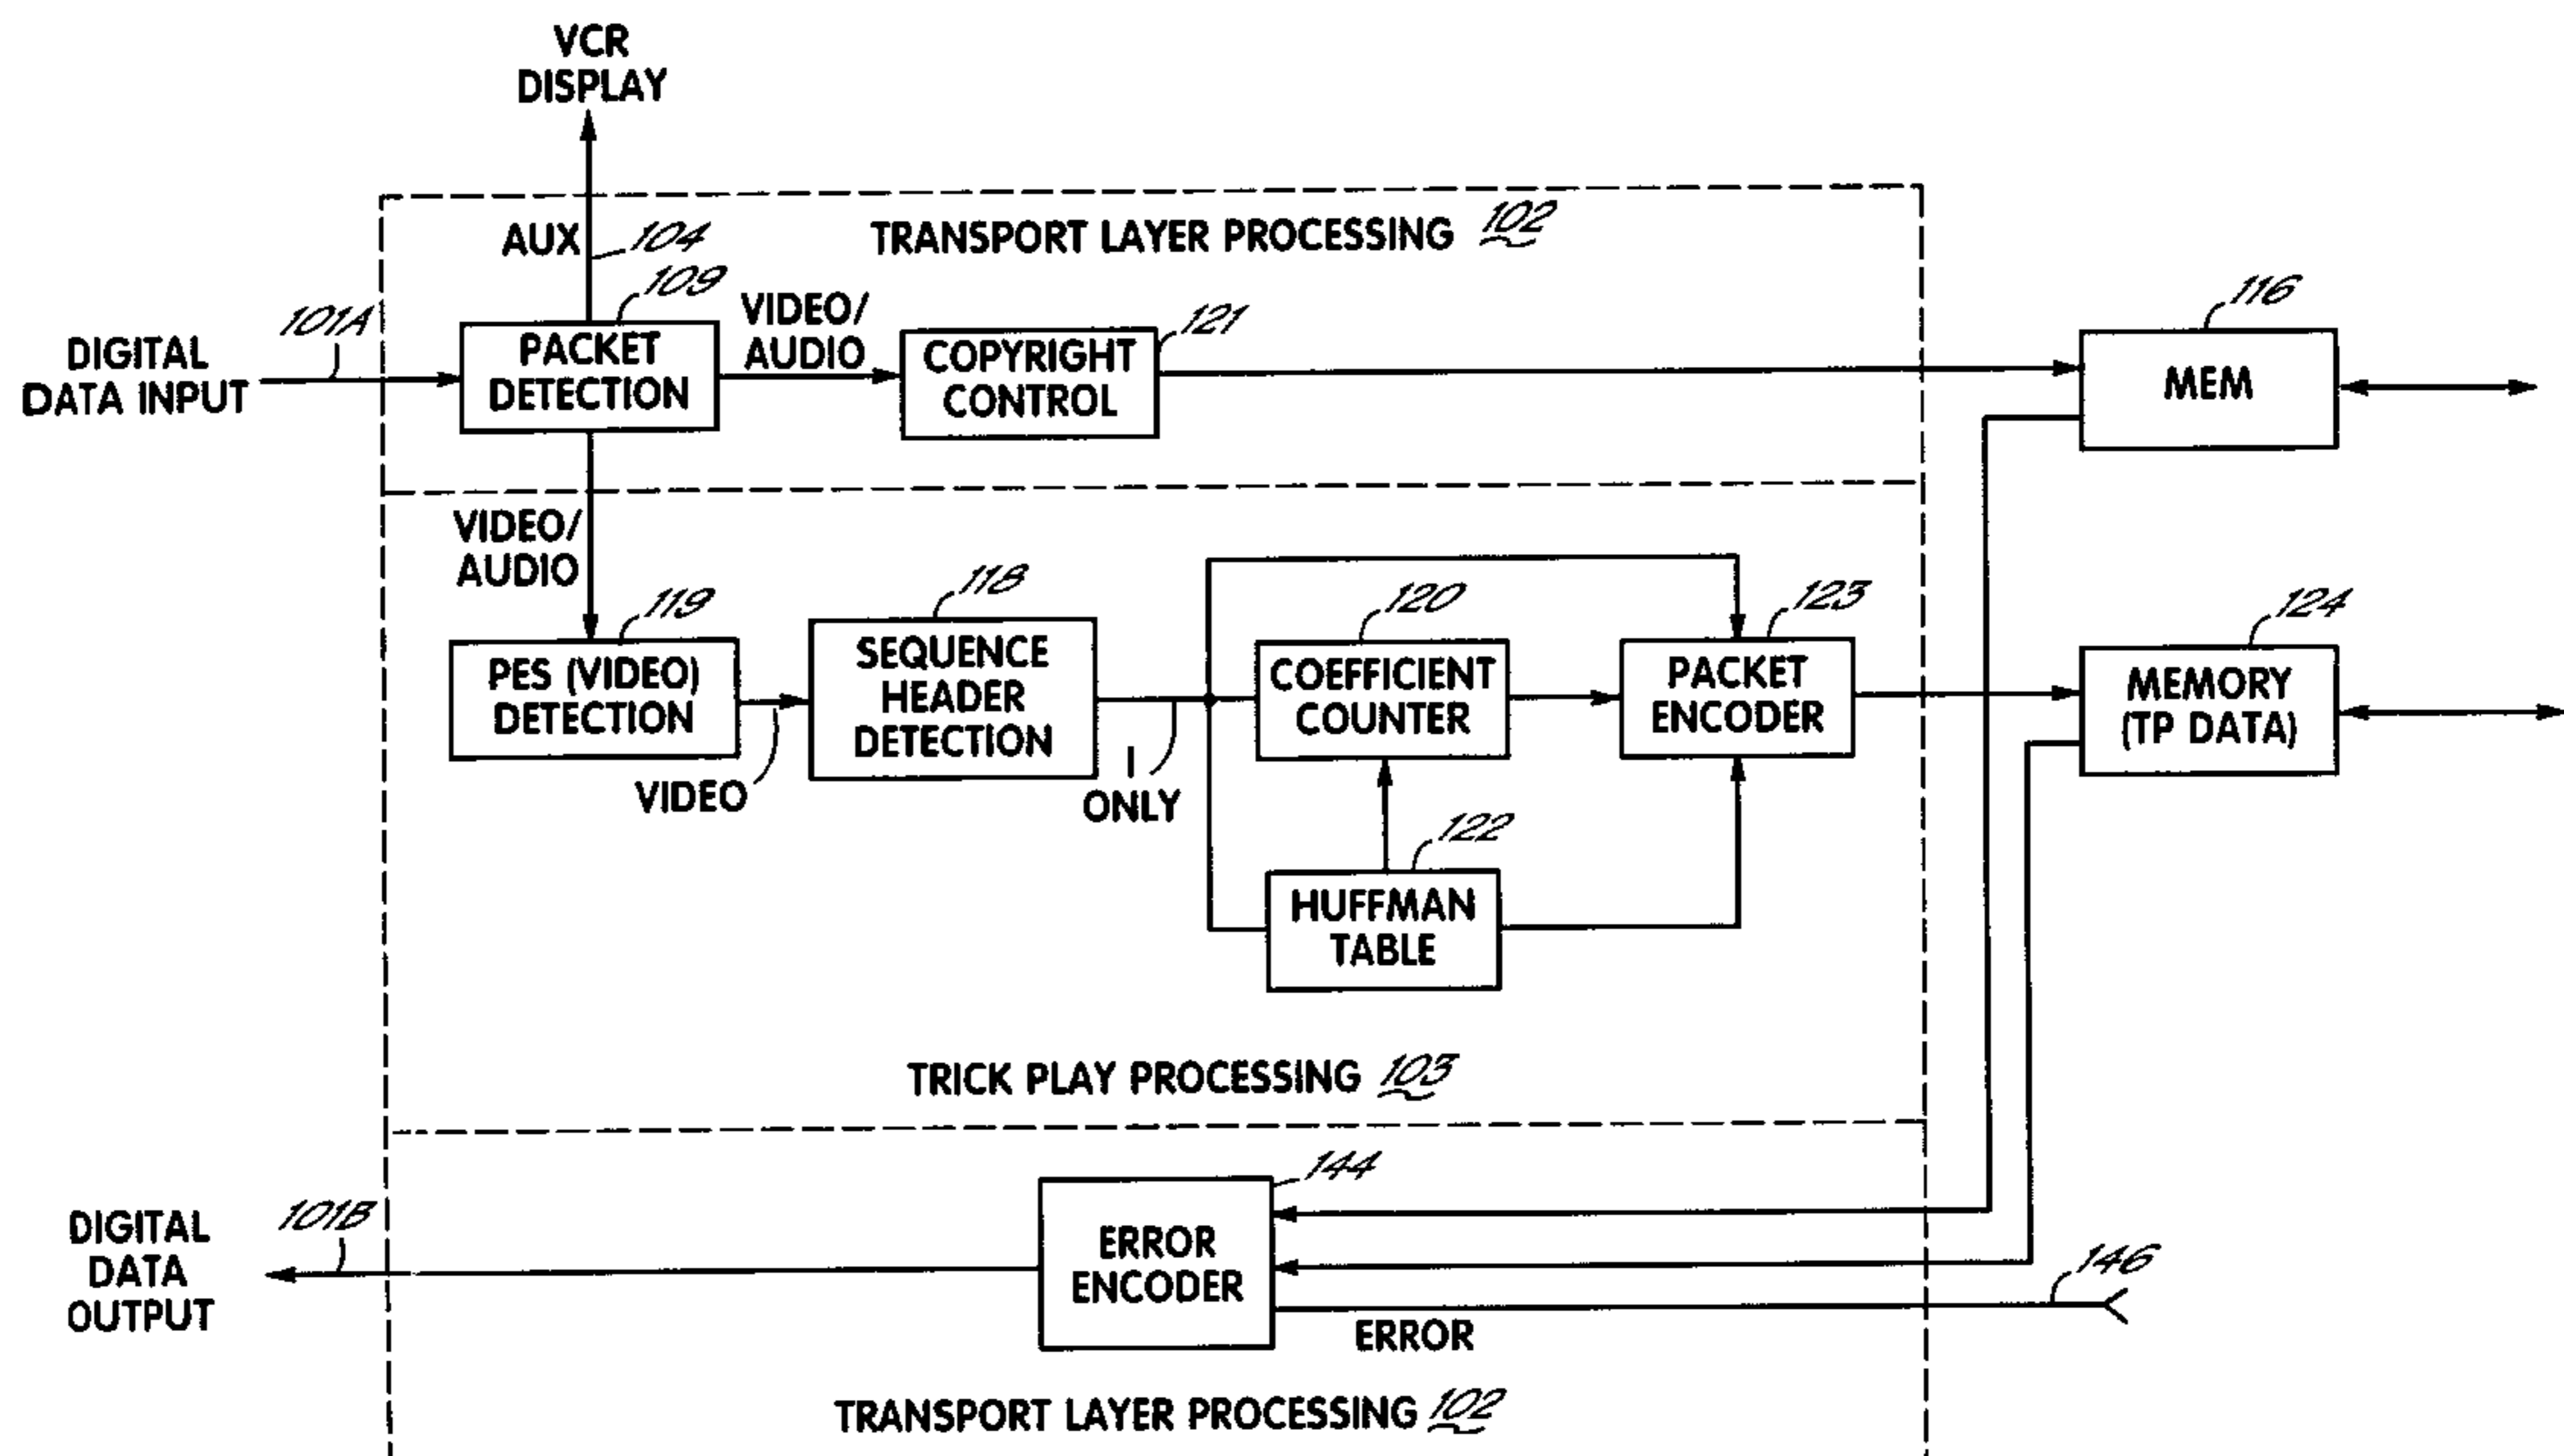 VCR
DISPLAY
AUX
104
TRANSPORT LAYER PROCESSING 102
109
101A
DIGITAL
DATA INPUT
PACKET
DETECTION
VIDEO/
AUDIO
121
COPYRIGHT
CONTROL
116
MEM
VIDEO/
AUDIO
119
PES (VIDEO)
DETECTION
VIDEO
118
SEQUENCE
HEADER
DETECTION
I
ONLY
120
COEFFICIENT
COUNTER
123
PACKET
ENCODER
124
MEMORY
(TP DATA)
122
HUFFMAN
TABLE
TRICK PLAY PROCESSING 103
144
101B
DIGITAL
DATA
OUTPUT
ERROR
ENCODER
146
ERROR
TRANSPORT LAYER PROCESSING 102